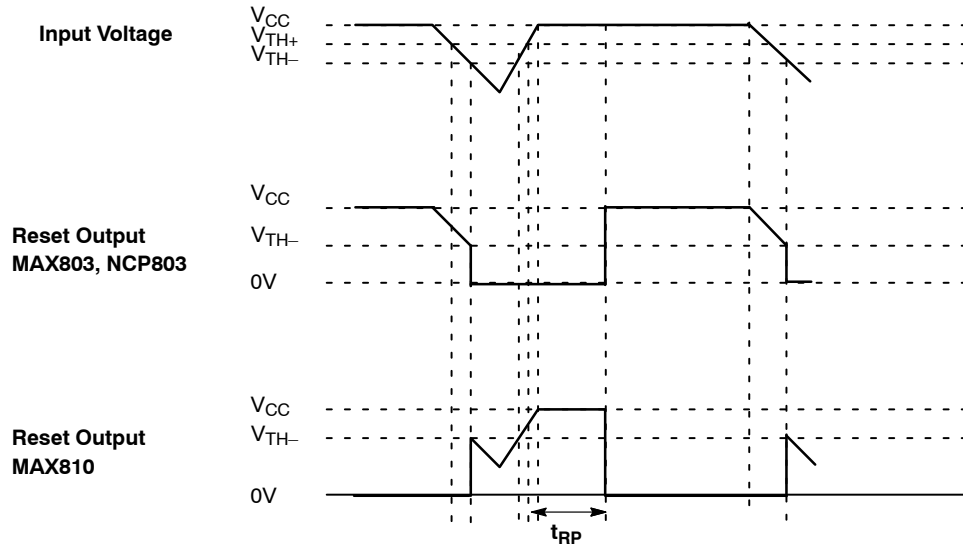 Input Voltage
VCC
VTH+
VTH–
Reset Output
MAX803, NCP803
VCC
VTH–
0V
Reset Output
MAX810
VCC
VTH–
0V
tRP